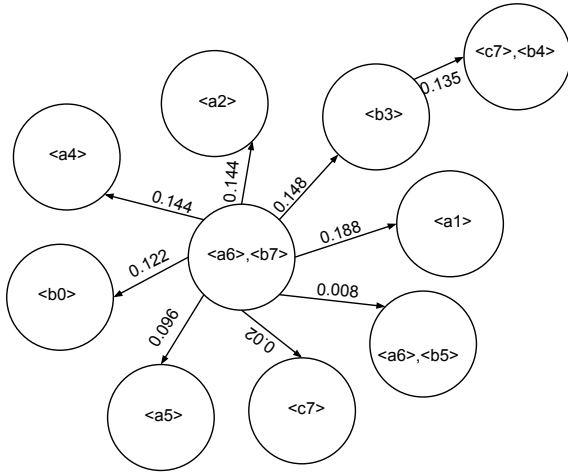 <c7>,<b4>
0.135
<a2>
<b3>
<a4>
0.144
0.144
0.148
<a1>
0.188
<a6>,<b7>
0.122
<b0>
0.008
0.096
0.02
<a6>,<b5>
<a5>
<c7>